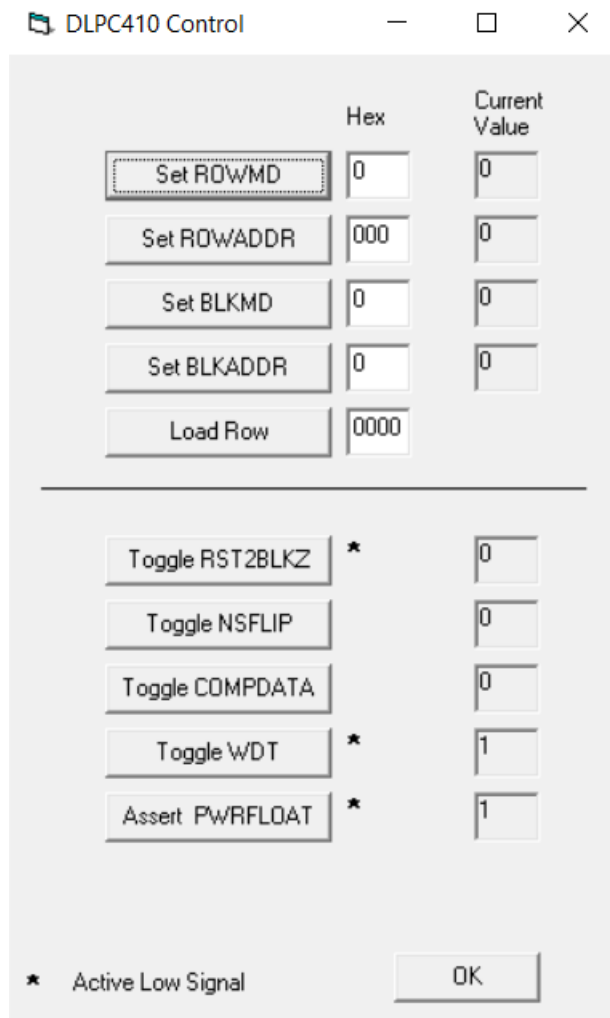 DLPC410 Control
Hex
Current
Value
Set ROWMD 0 0
Set ROWADDR 000 0
Set BLKMD 0 0
Set BLKADDR 0 0
Load Row 0000
Toggle RST2BLKZ * 0
Toggle NSFLIP 0
Toggle COMPDATA 0
Toggle WDT * 1
Assert PWRFLOAT * 1
* Active Low Signal
OK